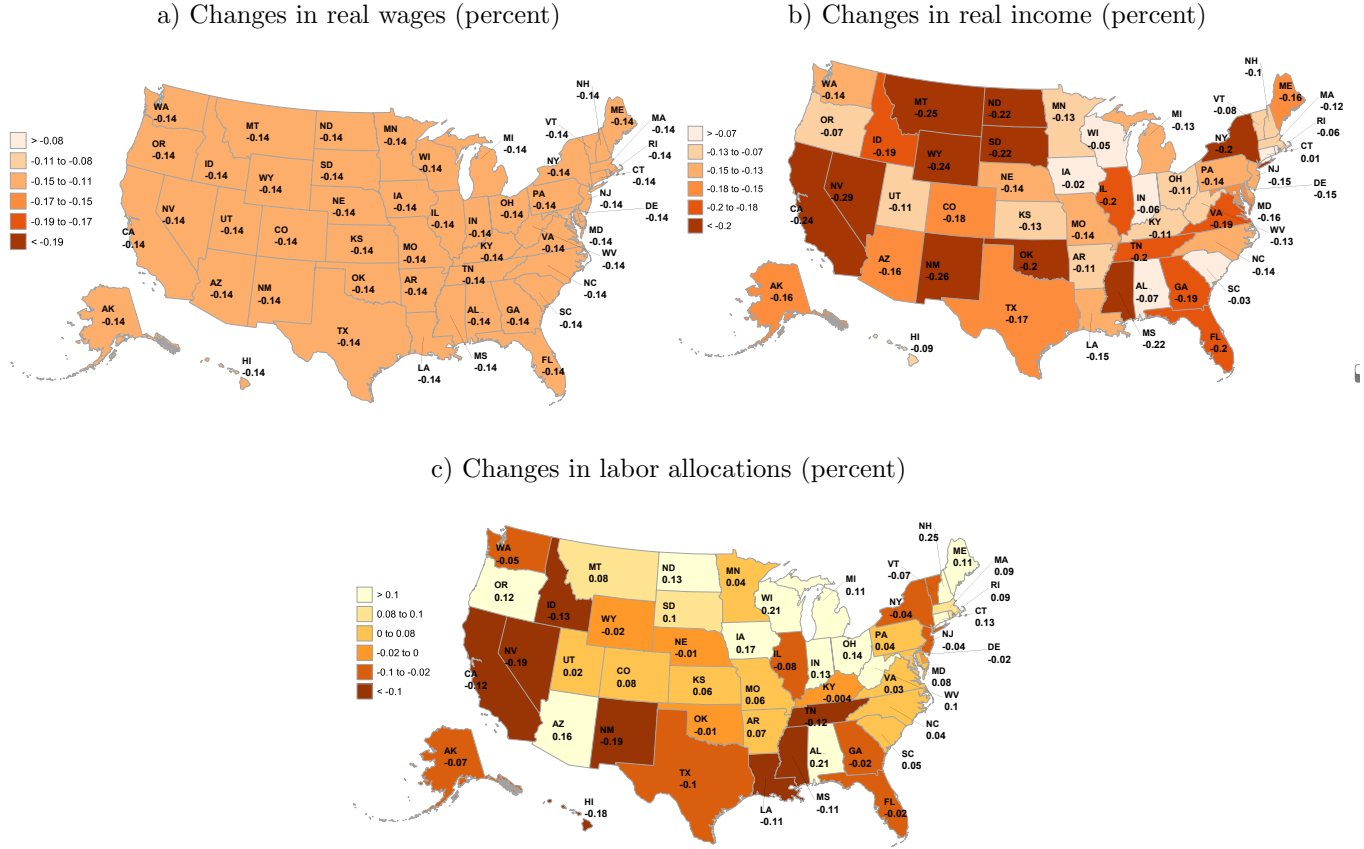 a) Changes in real wages (percent)
> -0.08
-0.11 to -0.08
-0.15 to -0.11
-0.17 to -0.15
-0.19 to -0.17
< -0.19
WA
-0.14
OR
-0.14
CA
-0.14
ID
-0.14
NV
-0.14
MT
-0.14
WY
-0.14
UT
-0.14
AZ
-0.14
CO
-0.14
NM
-0.14
ND
-0.14
SD
-0.14
NE
-0.14
KS
-0.14
OK
-0.14
TX
-0.14
MN
-0.14
IA
-0.14
MO
-0.14
AR
-0.14
LA
-0.14
WI
-0.14
IL
-0.14
MI
-0.14
IN
-0.14
OH
-0.14
KY
-0.14
TN
-0.14
MS
-0.14
AL
-0.14
GA
-0.14
FL
-0.14
SC
-0.14
NC
-0.14
VA
-0.14
WV
-0.14
MD
-0.14
DE
-0.14
NJ
-0.14
PA
-0.14
NY
-0.14
CT
-0.14
RI
-0.14
MA
-0.14
VT
-0.14
NH
-0.14
ME
-0.14
AK
-0.14
HI
-0.14
b) Changes in real income (percent)
> -0.07
-0.13 to -0.07
-0.15 to -0.13
-0.18 to -0.15
-0.2 to -0.18
< -0.2
WA
-0.14
OR
-0.07
CA
-0.24
ID
-0.19
NV
-0.29
MT
-0.25
WY
-0.24
UT
-0.11
AZ
-0.16
CO
-0.18
NM
-0.26
ND
-0.22
SD
-0.22
NE
-0.14
KS
-0.13
OK
-0.2
TX
-0.17
MN
-0.13
IA
-0.02
MO
-0.14
AR
-0.11
LA
-0.15
WI
-0.05
IL
-0.2
MI
-0.13
IN
-0.06
OH
-0.11
KY
-0.11
TN
-0.2
MS
-0.22
AL
-0.07
GA
-0.19
FL
-0.2
SC
-0.03
NC
-0.14
VA
-0.19
WV
-0.13
MD
-0.16
DE
-0.15
NJ
-0.15
PA
-0.14
NY
-0.2
CT
0.01
RI
-0.06
MA
-0.12
VT
-0.08
NH
-0.1
ME
-0.16
AK
-0.16
HI
-0.09
c) Changes in labor allocations (percent)
> 0.1
0.08 to 0.1
0 to 0.08
-0.02 to 0
-0.1 to -0.02
< -0.1
WA
-0.05
OR
0.12
CA
-0.12
ID
-0.13
NV
-0.19
MT
0.08
WY
-0.02
UT
0.02
AZ
0.16
CO
0.08
NM
-0.19
ND
0.13
SD
0.1
NE
-0.01
KS
0.06
OK
-0.01
TX
-0.1
MN
0.04
IA
0.17
MO
0.06
AR
0.07
LA
-0.11
WI
0.21
IL
-0.08
MI
0.11
IN
0.13
OH
0.14
KY
-0.004
TN
-0.12
MS
-0.11
AL
0.21
GA
-0.02
FL
-0.02
SC
0.05
NC
0.04
VA
0.03
WV
0.1
MD
0.08
DE
-0.02
NJ
-0.04
PA
0.04
NY
-0.04
CT
0.13
RI
0.09
MA
0.09
VT
-0.07
NH
0.25
ME
0.11
AK
-0.07
HI
-0.18